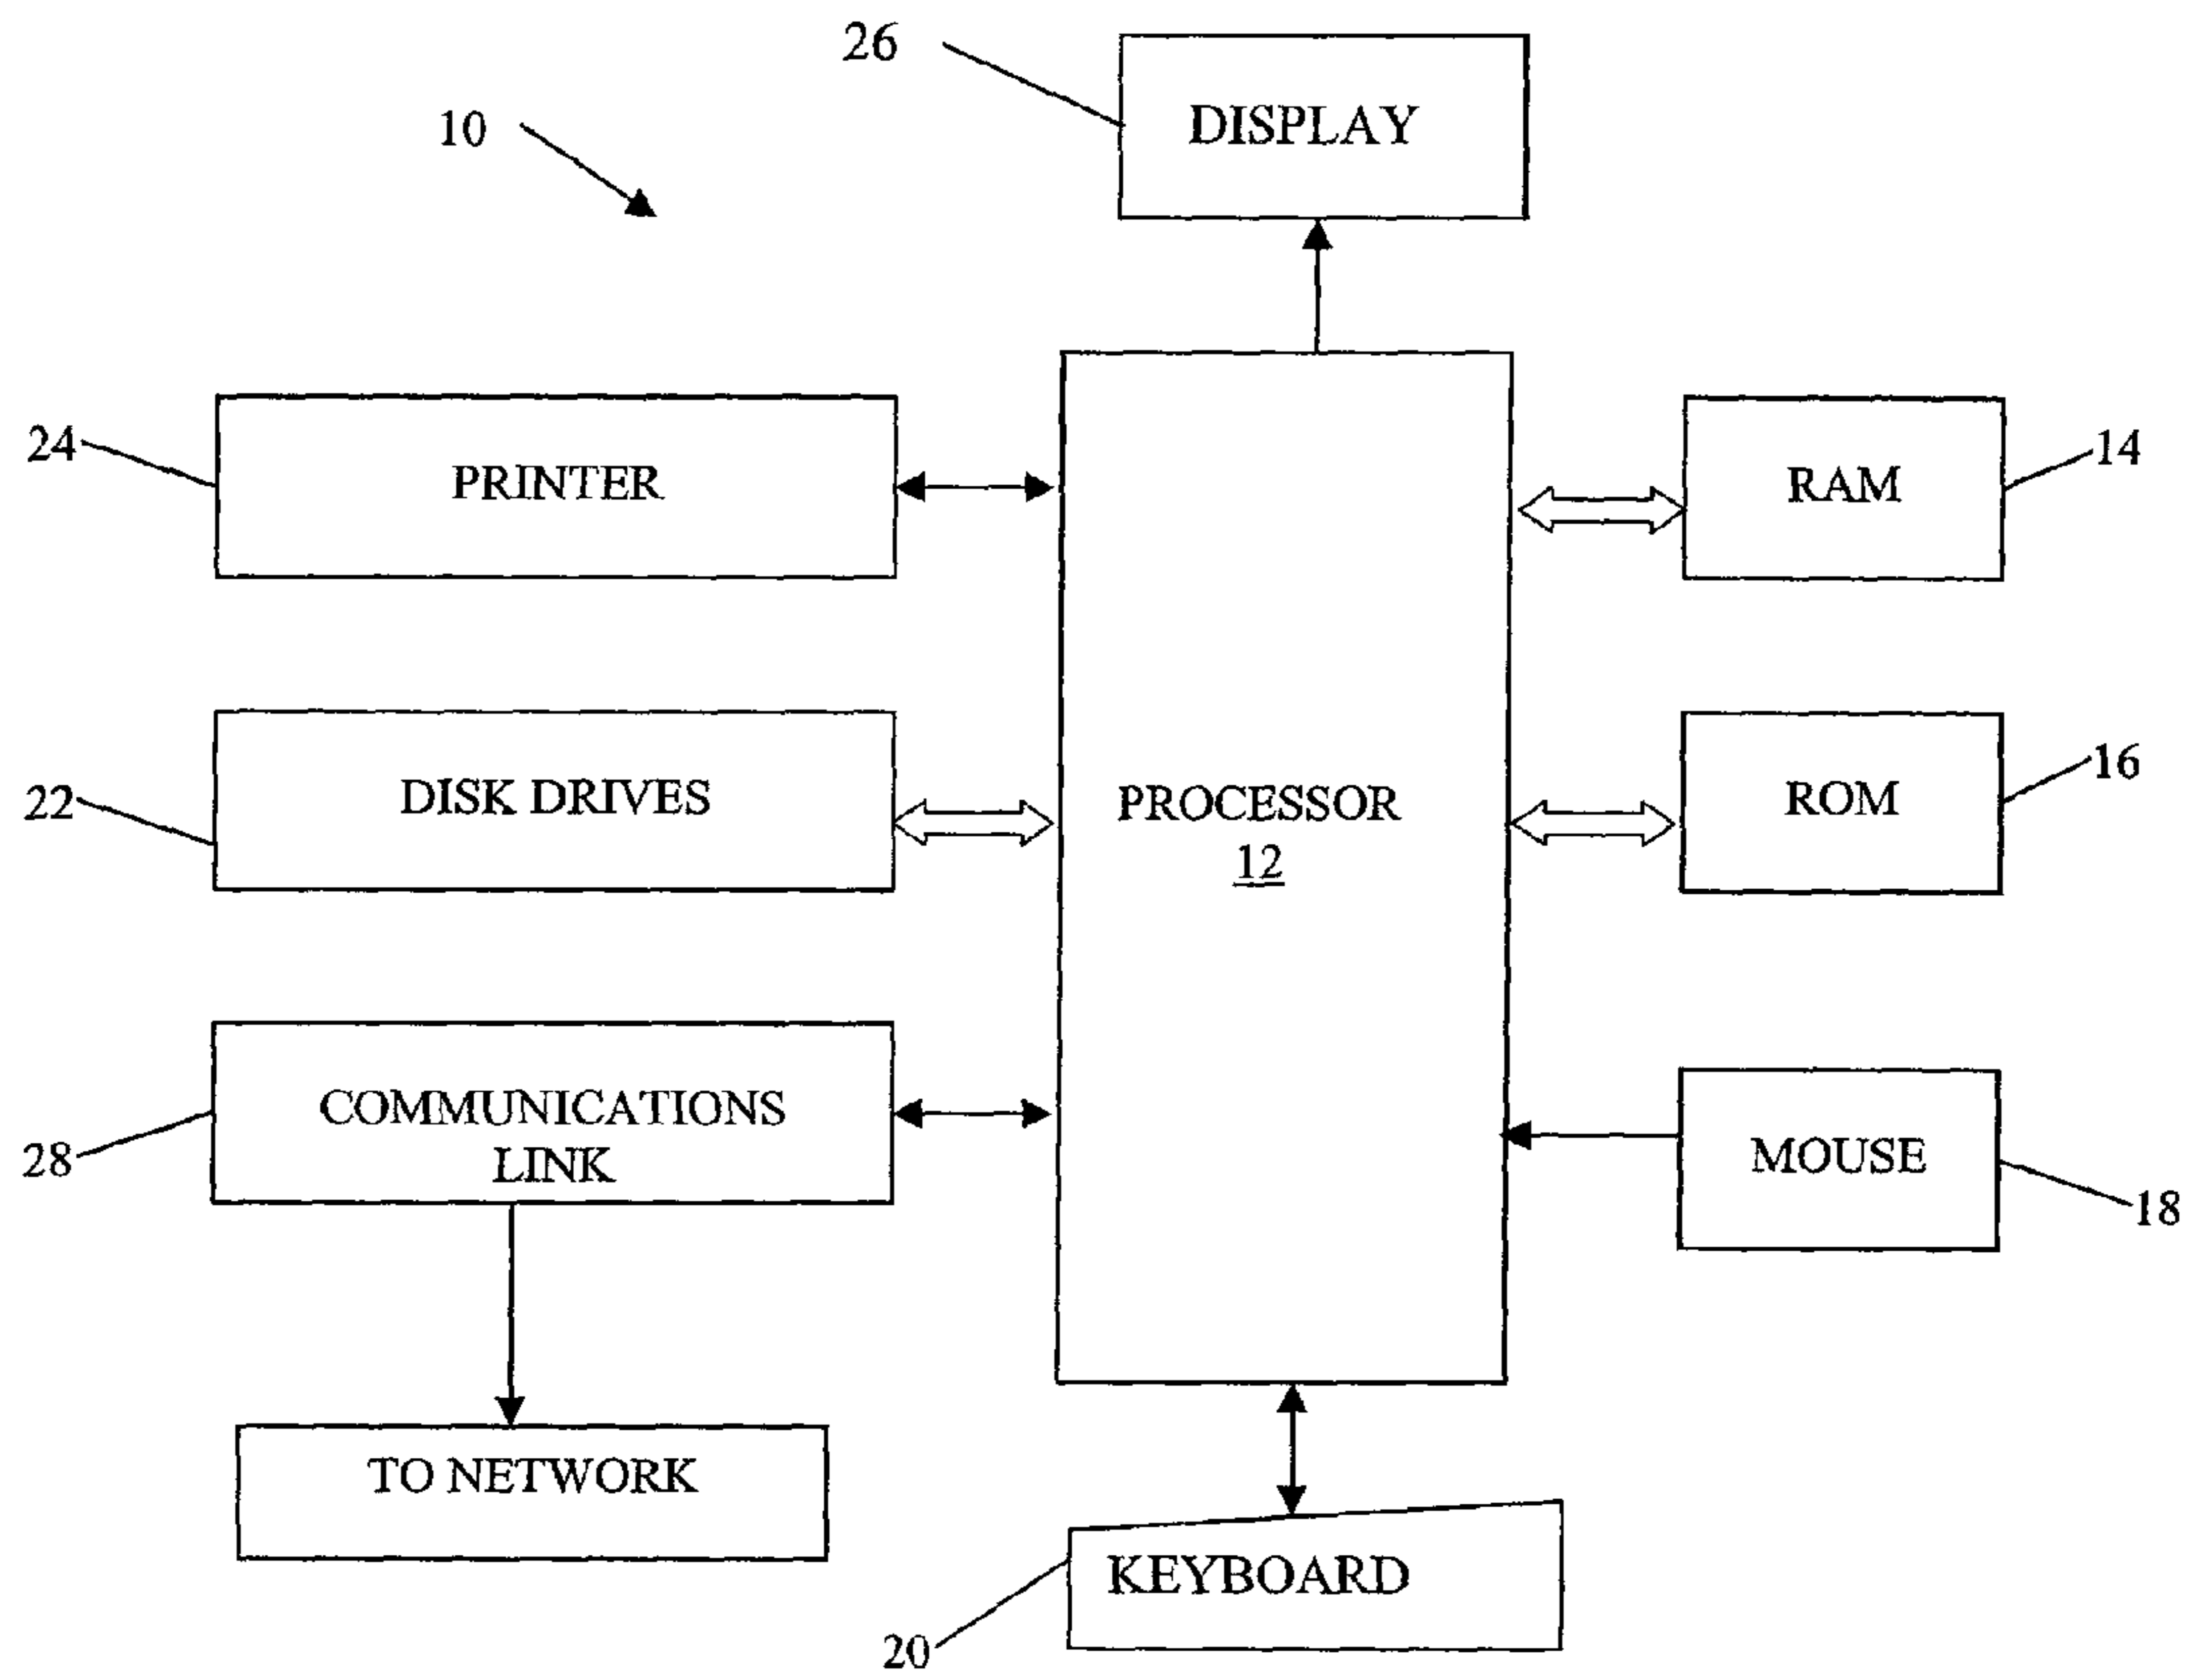 26
DISPLAY
10
24
PRINTER
RAM
14
22
DISK DRIVES
PROCESSOR
12
ROM
16
28
COMMUNICATIONS
LINK
MOUSE
18
TO NETWORK
KEYBOARD
20